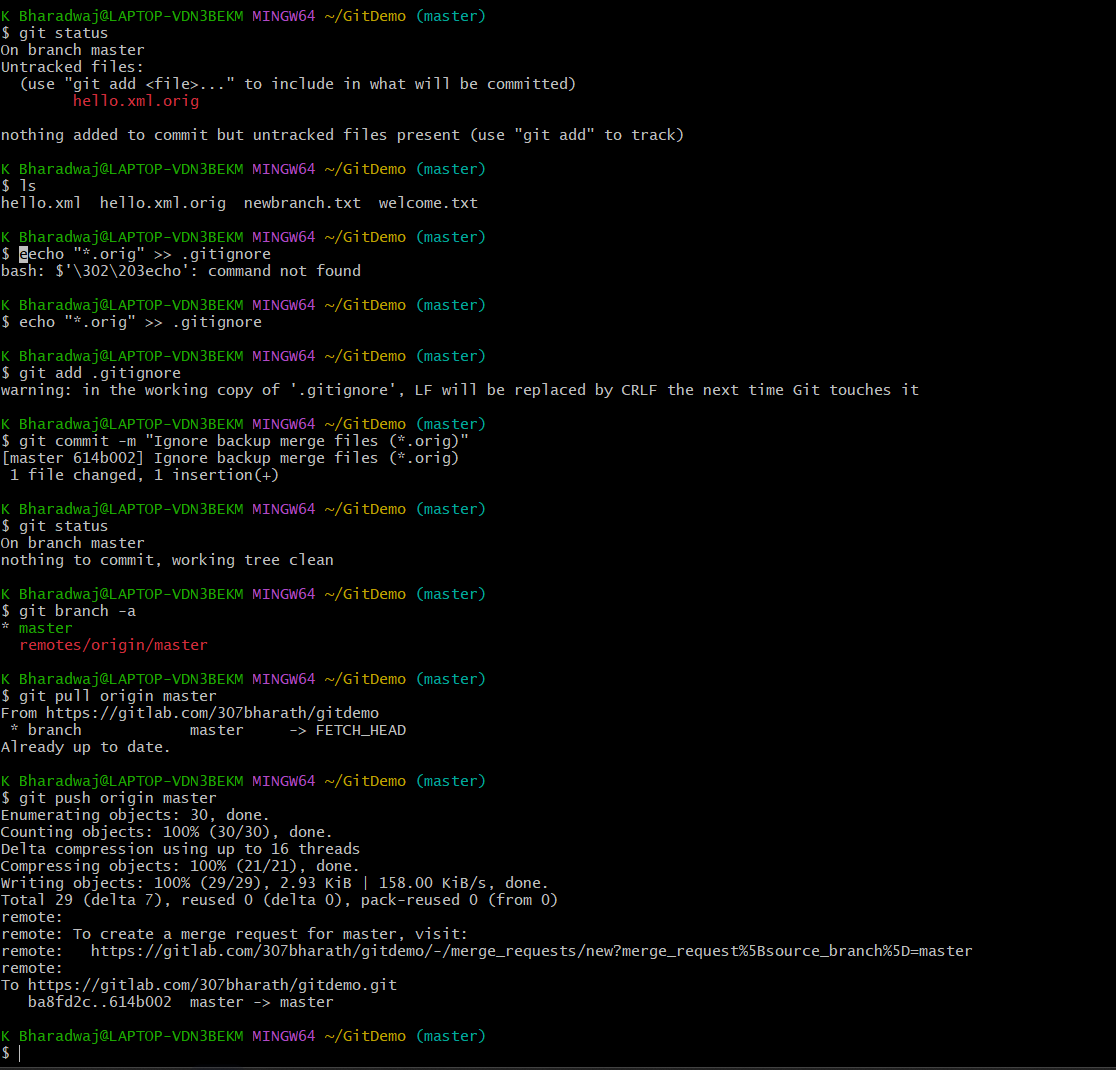 K Bharadwaj@LAPTOP-VDN3BEKM MINGW64 ~/GitDemo (master)
$ git status
On branch master
Untracked files:
  (use "git add <file>..." to include in what will be committed)
        hello.xml.orig

nothing added to commit but untracked files present (use "git add" to track)

K Bharadwaj@LAPTOP-VDN3BEKM MINGW64 ~/GitDemo (master)
$ ls
hello.xml  hello.xml.orig  newbranch.txt  welcome.txt

K Bharadwaj@LAPTOP-VDN3BEKM MINGW64 ~/GitDemo (master)
$ eecho "*.orig" >> .gitignore
bash: $'\302\203echo': command not found

K Bharadwaj@LAPTOP-VDN3BEKM MINGW64 ~/GitDemo (master)
$ echo "*.orig" >> .gitignore

K Bharadwaj@LAPTOP-VDN3BEKM MINGW64 ~/GitDemo (master)
$ git add .gitignore
warning: in the working copy of '.gitignore', LF will be replaced by CRLF the next time Git touches it

K Bharadwaj@LAPTOP-VDN3BEKM MINGW64 ~/GitDemo (master)
$ git commit -m "Ignore backup merge files (*.orig)"
[master 614b002] Ignore backup merge files (*.orig)
 1 file changed, 1 insertion(+)

K Bharadwaj@LAPTOP-VDN3BEKM MINGW64 ~/GitDemo (master)
$ git status
On branch master
nothing to commit, working tree clean

K Bharadwaj@LAPTOP-VDN3BEKM MINGW64 ~/GitDemo (master)
$ git branch -a
* master
  remotes/origin/master

K Bharadwaj@LAPTOP-VDN3BEKM MINGW64 ~/GitDemo (master)
$ git pull origin master
From https://gitlab.com/307bharath/gitdemo
 * branch            master     -> FETCH_HEAD
Already up to date.

K Bharadwaj@LAPTOP-VDN3BEKM MINGW64 ~/GitDemo (master)
$ git push origin master
Enumerating objects: 30, done.
Counting objects: 100% (30/30), done.
Delta compression using up to 16 threads
Compressing objects: 100% (21/21), done.
Writing objects: 100% (29/29), 2.93 KiB | 158.00 KiB/s, done.
Total 29 (delta 7), reused 0 (delta 0), pack-reused 0 (from 0)
remote:
remote: To create a merge request for master, visit:
remote:   https://gitlab.com/307bharath/gitdemo/-/merge_requests/new?merge_request%5Bsource_branch%5D=master
remote:
To https://gitlab.com/307bharath/gitdemo.git
   ba8fd2c..614b002  master -> master

K Bharadwaj@LAPTOP-VDN3BEKM MINGW64 ~/GitDemo (master)
$